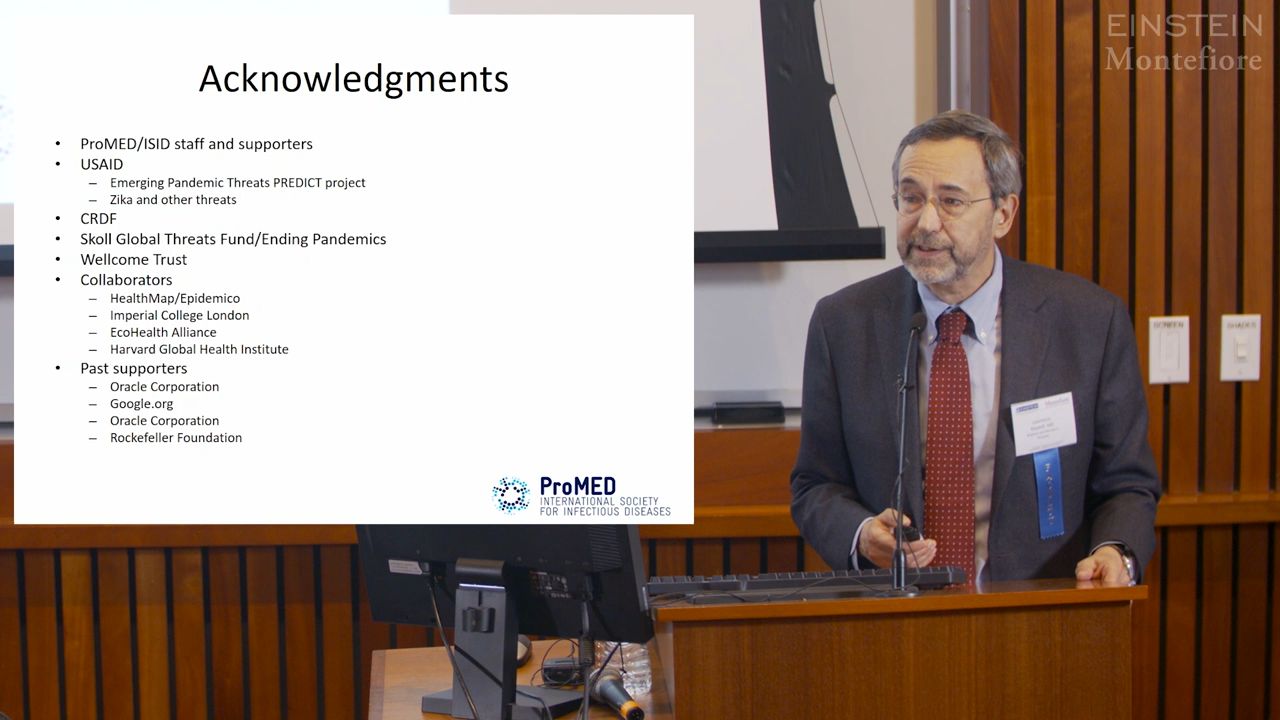 EINSTEIN
Montefiore
Acknowledgments
• ProMED/ISID staff and supporters
• USAID
– Emerging Pandemic Threats PREDICT project
– Zika and other threats
• CRDF
• Skoll Global Threats Fund/Ending Pandemics
• Wellcome Trust
• Collaborators
– HealthMap/Epidemico
– Imperial College London
– EcoHealth Alliance
– Harvard Global Health Institute
• Past supporters
– Oracle Corporation
– Google.org
– Oracle Corporation
– Rockefeller Foundation
ProMED
INTERNATIONAL SOCIETY
FOR INFECTIOUS DISEASES
SCREEN
SHADES